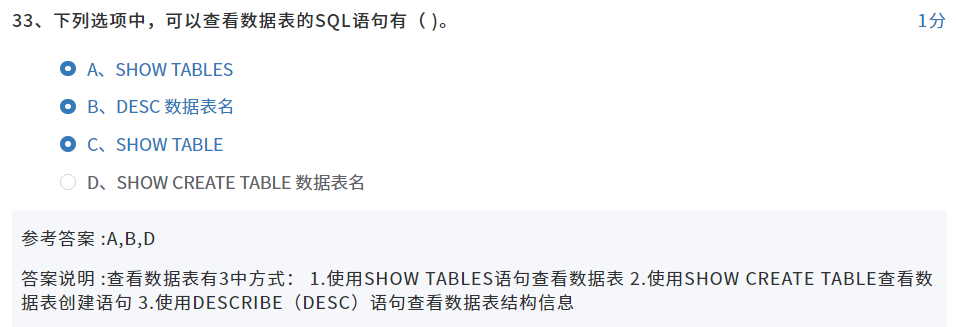 33、下列选项中，可以查看数据表的SQL语句有（ )。 1分
A、SHOW TABLES
B、DESC 数据表名
C、SHOW TABLE
D、SHOW CREATE TABLE 数据表名
参考答案 :A,B,D
答案说明 :查看数据表有3中方式： 1.使用SHOW TABLES语句查看数据表 2.使用SHOW CREATE TABLE查看数
据表创建语句 3.使用DESCRIBE（DESC）语句查看数据表结构信息